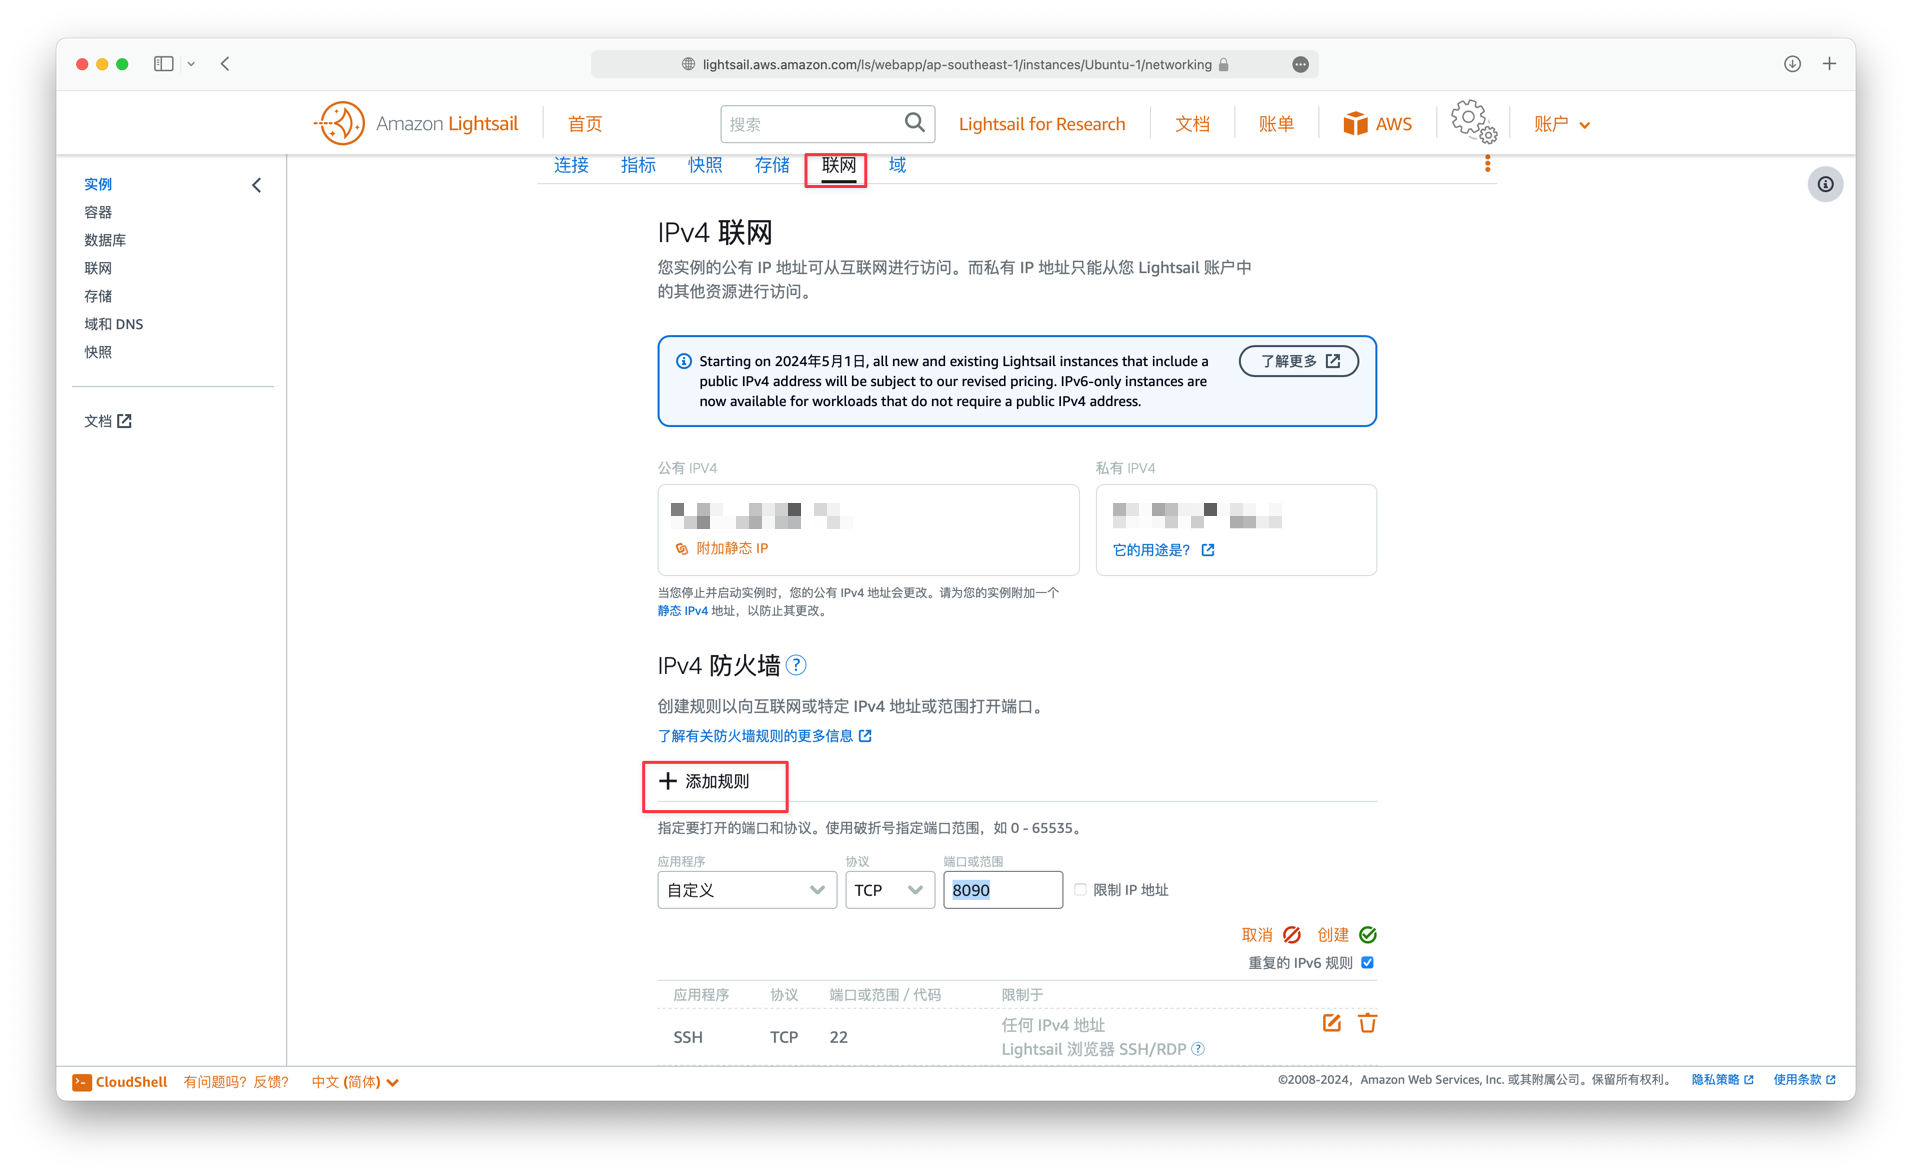 lightsail.aws.amazon.com/ls/webapp/ap-southeast-1/instances/Ubuntu-1/networking
Amazon Lightsail
首页
搜索
Lightsail for Research
文档
账单
AWS
账户
连接 指标 快照 存储 联网 域
实例
容器
数据库
联网
存储
域和 DNS
快照
文档
IPv4 联网
您实例的公有 IP 地址可从互联网进行访问。而私有 IP 地址只能从您 Lightsail 账户中
的其他资源进行访问。
Starting on 2024年5月1日, all new and existing Lightsail instances that include a
public IPv4 address will be subject to our revised pricing. IPv6-only instances are
now available for workloads that do not require a public IPv4 address.
了解更多
公有 IPV4
附加静态 IP
私有 IPV4
它的用途是?
当您停止并启动实例时，您的公有 IPv4 地址会更改。请为您的实例附加一个
静态 IPv4 地址，以防止其更改。
IPv4 防火墙 ?
创建规则以向互联网或特定 IPv4 地址或范围打开端口。
了解有关防火墙规则的更多信息
+ 添加规则
指定要打开的端口和协议。使用破折号指定端口范围，如 0 - 65535。
应用程序 协议 端口或范围
自定义 TCP 8090 限制 IP 地址
取消 创建
重复的 IPv6 规则
应用程序 协议 端口或范围 / 代码 限制于
SSH TCP 22 任何 IPv4 地址
Lightsail 浏览器 SSH/RDP ?
CloudShell 有问题吗? 反馈? 中文 (简体)
©2008-2024，Amazon Web Services, Inc. 或其附属公司。保留所有权利。 隐私策略 使用条款